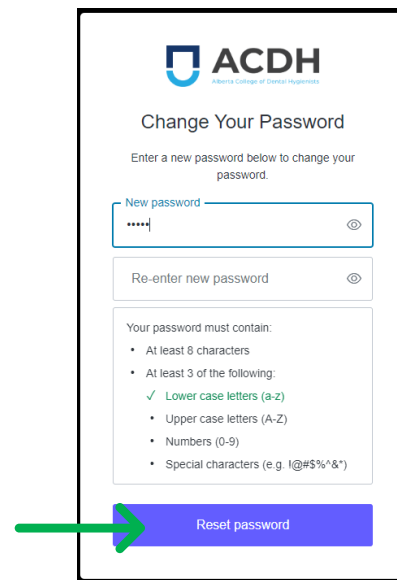 ACDH
Alberta College of Dental Hygienists
Change Your Password
Enter a new password below to change your
password.
New password
•••••
Re-enter new password
Your password must contain:
• At least 8 characters
• At least 3 of the following:
✓ Lower case letters (a-z)
• Upper case letters (A-Z)
• Numbers (0-9)
• Special characters (e.g. !@#$%^&*)
Reset password